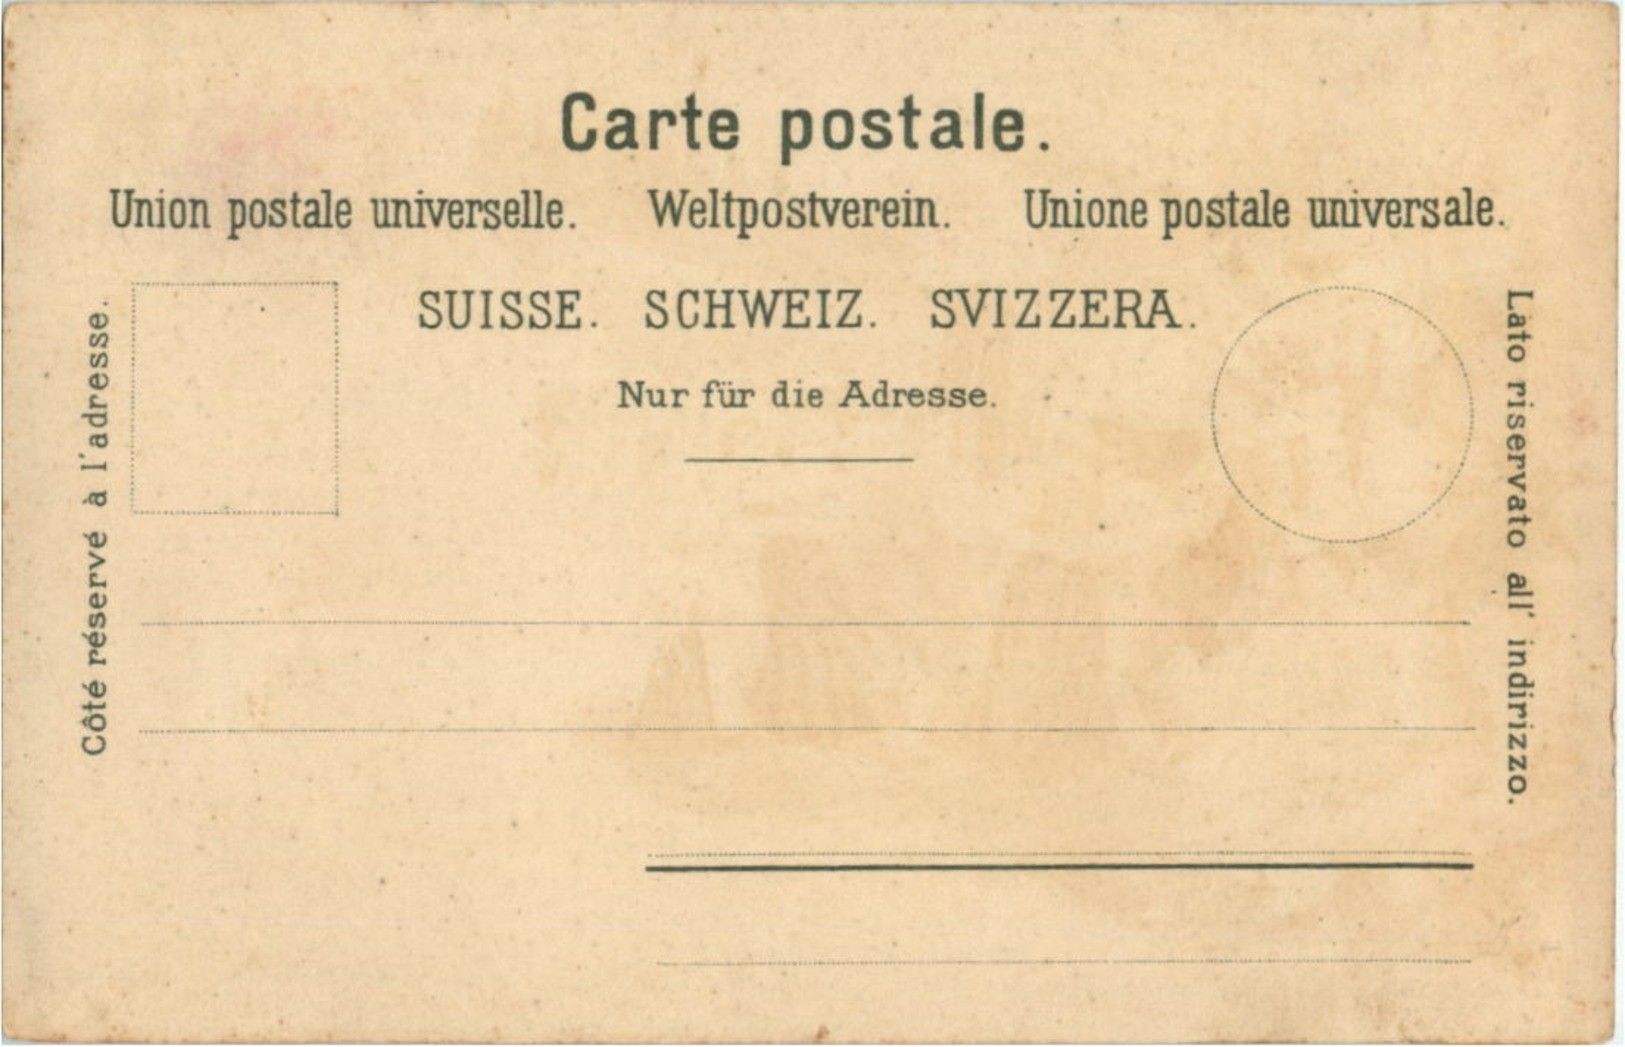 Carte postale.
Union postale universelle. Weltpostverein. Unione postale universale.
SUISSE. SCHWEIZ. SVIZZERA.
Nur für die Adresse.
Côté réservé à l'adresse.
Lato riservato all' indirizzo.